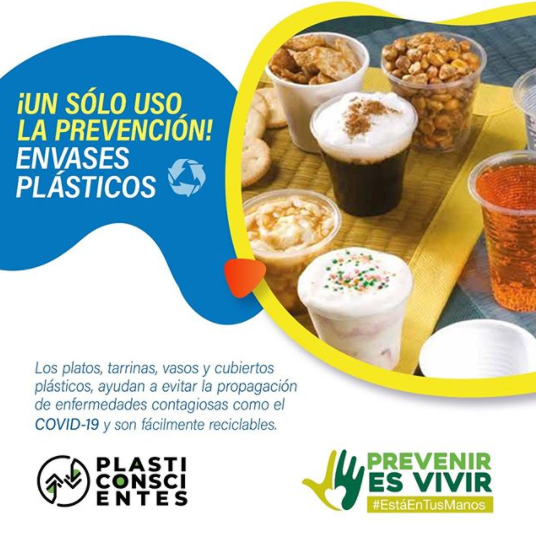 ¡UN SÓLO USO
LA PREVENCIÓN!
ENVASES
PLÁSTICOS
Los platos, tarrinas, vasos y cubiertos
plásticos, ayudan a evitar la propagación
de enfermedades contagiosas como el
COVID-19 y son fácilmente reciclables.
PLASTI
CONSCI
ENTES
PREVENIR
ES VIVIR
#EstáEnTusManos